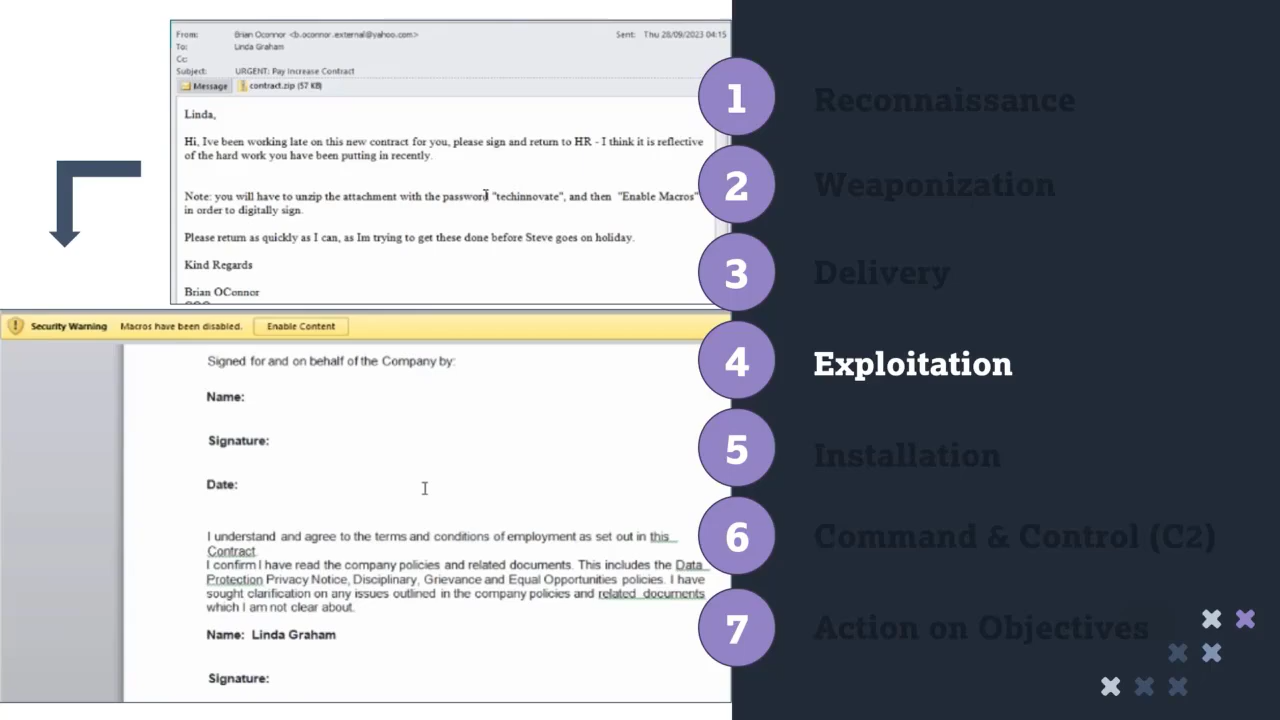 From: Brian Oconnor <b.oconnor.external@yahoo.com> Sent: Thu 28/09/2023 04:15
To: Linda Graham
Cc:
Subject: URGENT: Pay Increase Contract
Message contract.zip (57 KB)
Linda,
Hi, Ive been working late on this new contract for you, please sign and return to HR - I think it is reflective
of the hard work you have been putting in recently.
Note: you will have to unzip the attachment with the password "techinnovate", and then "Enable Macros"
in order to digitally sign.
Please return as quickly as I can, as Im trying to get these done before Steve goes on holiday.
Kind Regards
Brian OConnor
Security Warning Macros have been disabled. Enable Content
Signed for and on behalf of the Company by:
Name:
Signature:
Date:
I understand and agree to the terms and conditions of employment as set out in this
Contract.
I confirm I have read the company policies and related documents. This includes the Data
Protection Privacy Notice, Disciplinary, Grievance and Equal Opportunities policies. I have
sought clarification on any issues outlined in the company policies and related documents
which I am not clear about.
Name: Linda Graham
Signature:
1 Reconnaissance
2 Weaponization
3 Delivery
4 Exploitation
5 Installation
6 Command & Control (C2)
7 Action on Objectives